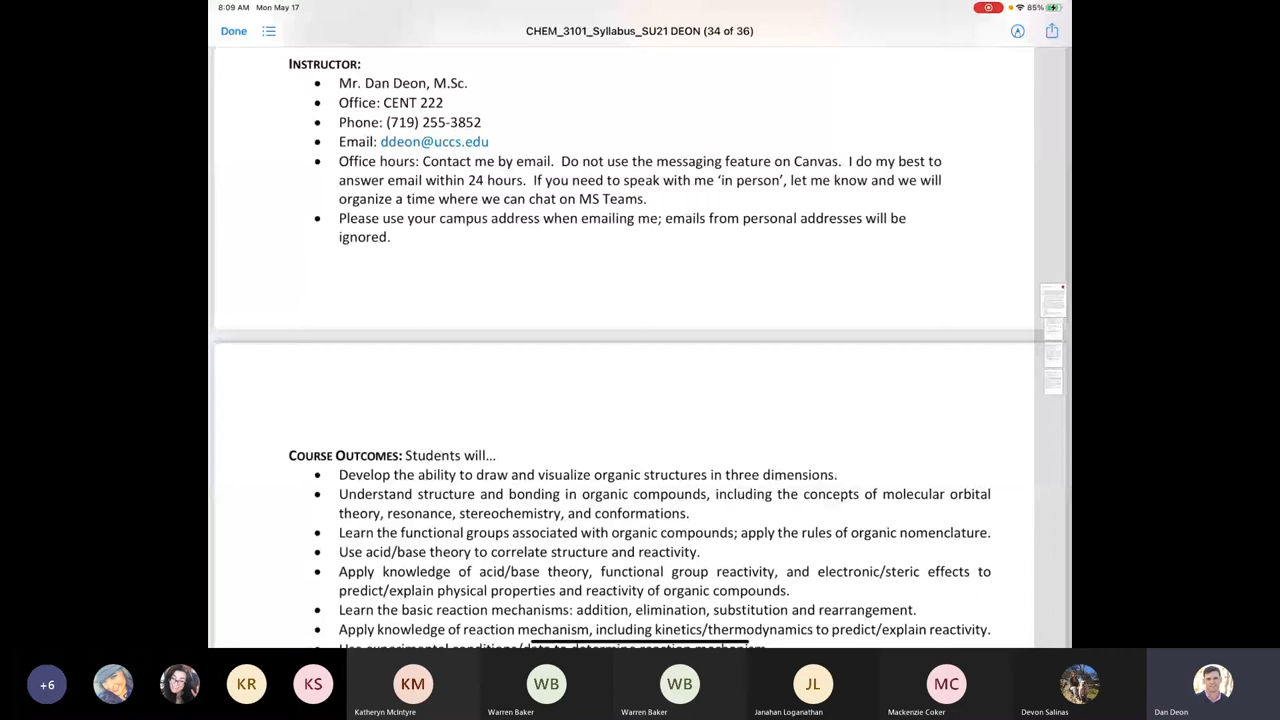 8:09 AM Mon May 17
85%
Done
CHEM_3101_Syllabus_SU21 DEON (34 of 36)
INSTRUCTOR:
• Mr. Dan Deon, M.Sc.
• Office: CENT 222
• Phone: (719) 255-3852
• Email: ddeon@uccs.edu
• Office hours: Contact me by email. Do not use the messaging feature on Canvas. I do my best to
answer email within 24 hours. If you need to speak with me ‘in person’, let me know and we will
organize a time where we can chat on MS Teams.
• Please use your campus address when emailing me; emails from personal addresses will be
ignored.
COURSE OUTCOMES: Students will...
• Develop the ability to draw and visualize organic structures in three dimensions.
• Understand structure and bonding in organic compounds, including the concepts of molecular orbital
theory, resonance, stereochemistry, and conformations.
• Learn the functional groups associated with organic compounds; apply the rules of organic nomenclature.
• Use acid/base theory to correlate structure and reactivity.
• Apply knowledge of acid/base theory, functional group reactivity, and electronic/steric effects to
predict/explain physical properties and reactivity of organic compounds.
• Learn the basic reaction mechanisms: addition, elimination, substitution and rearrangement.
• Apply knowledge of reaction mechanism, including kinetics/thermodynamics to predict/explain reactivity.
• Use experimental conditions/data to determine reaction mechanism.
+6
KR
KS
KM
WB
WB
JL
MC
Katheryn McIntyre
Warren Baker
Warren Baker
Janahan Loganathan
Mackenzie Coker
Devon Salinas
Dan Deon